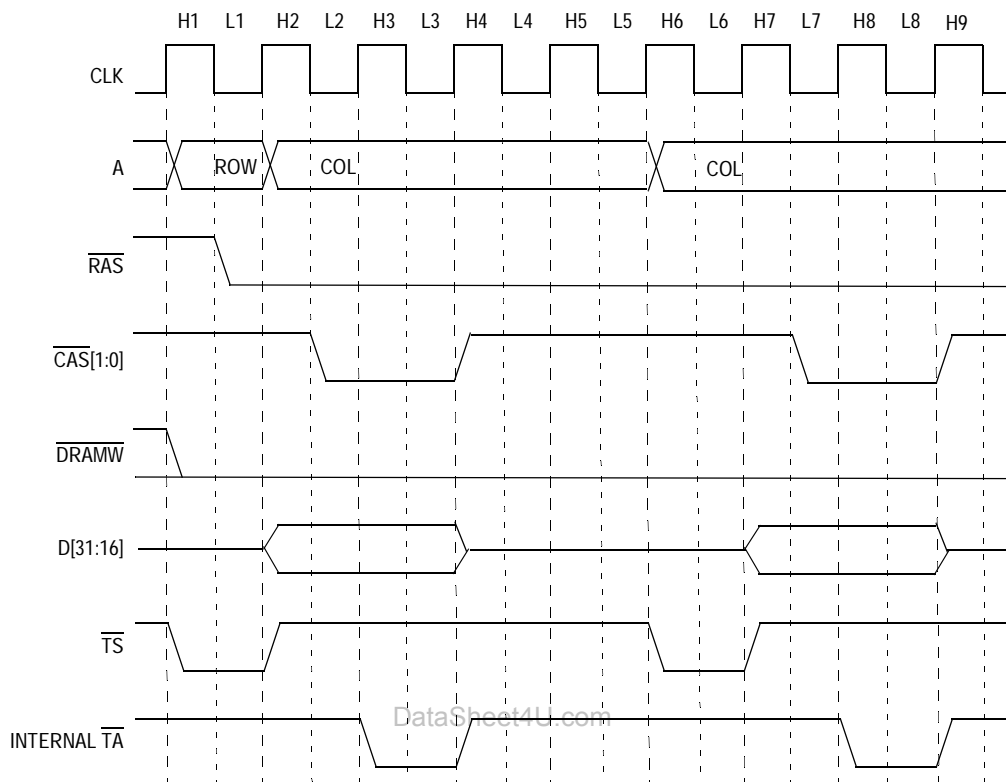 H1 L1 H2 L2 H3 L3 H4 L4 H5 L5 H6 L6 H7 L7 H8 L8 H9
CLK
A ROW COL COL
RAS
CAS[1:0]
DRAMW
D[31:16]
TS
DataSheet4U.com
INTERNAL TA